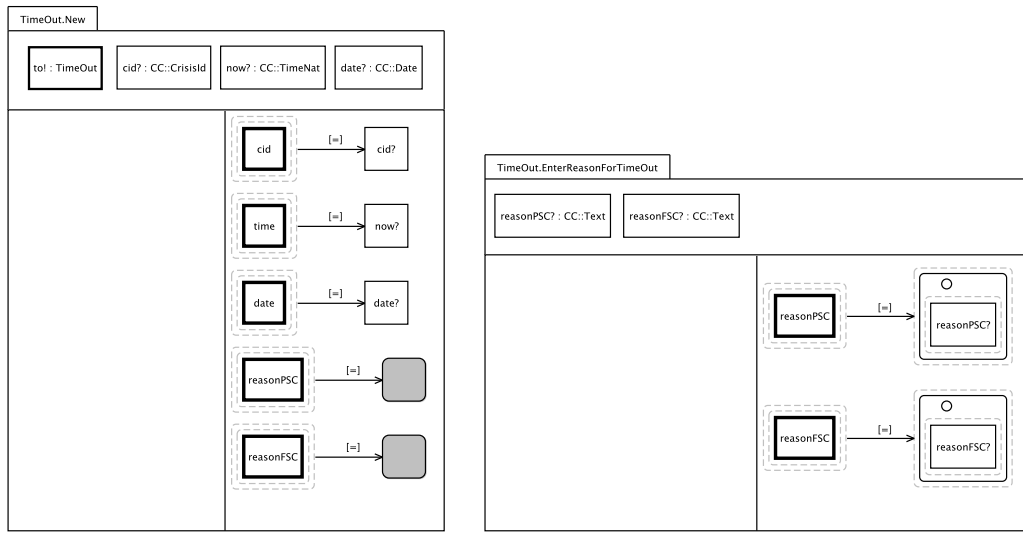 TimeOut.New
to! : TimeOut
cid? : CC::CrisisId
now? : CC::TimeNat
date? : CC::Date
cid
[=]
cid?
time
[=]
now?
date
[=]
date?
reasonPSC
[=]
reasonFSC
[=]
TimeOut.EnterReasonForTimeOut
reasonPSC? : CC::Text
reasonFSC? : CC::Text
reasonPSC
[=]
reasonPSC?
reasonFSC
[=]
reasonFSC?